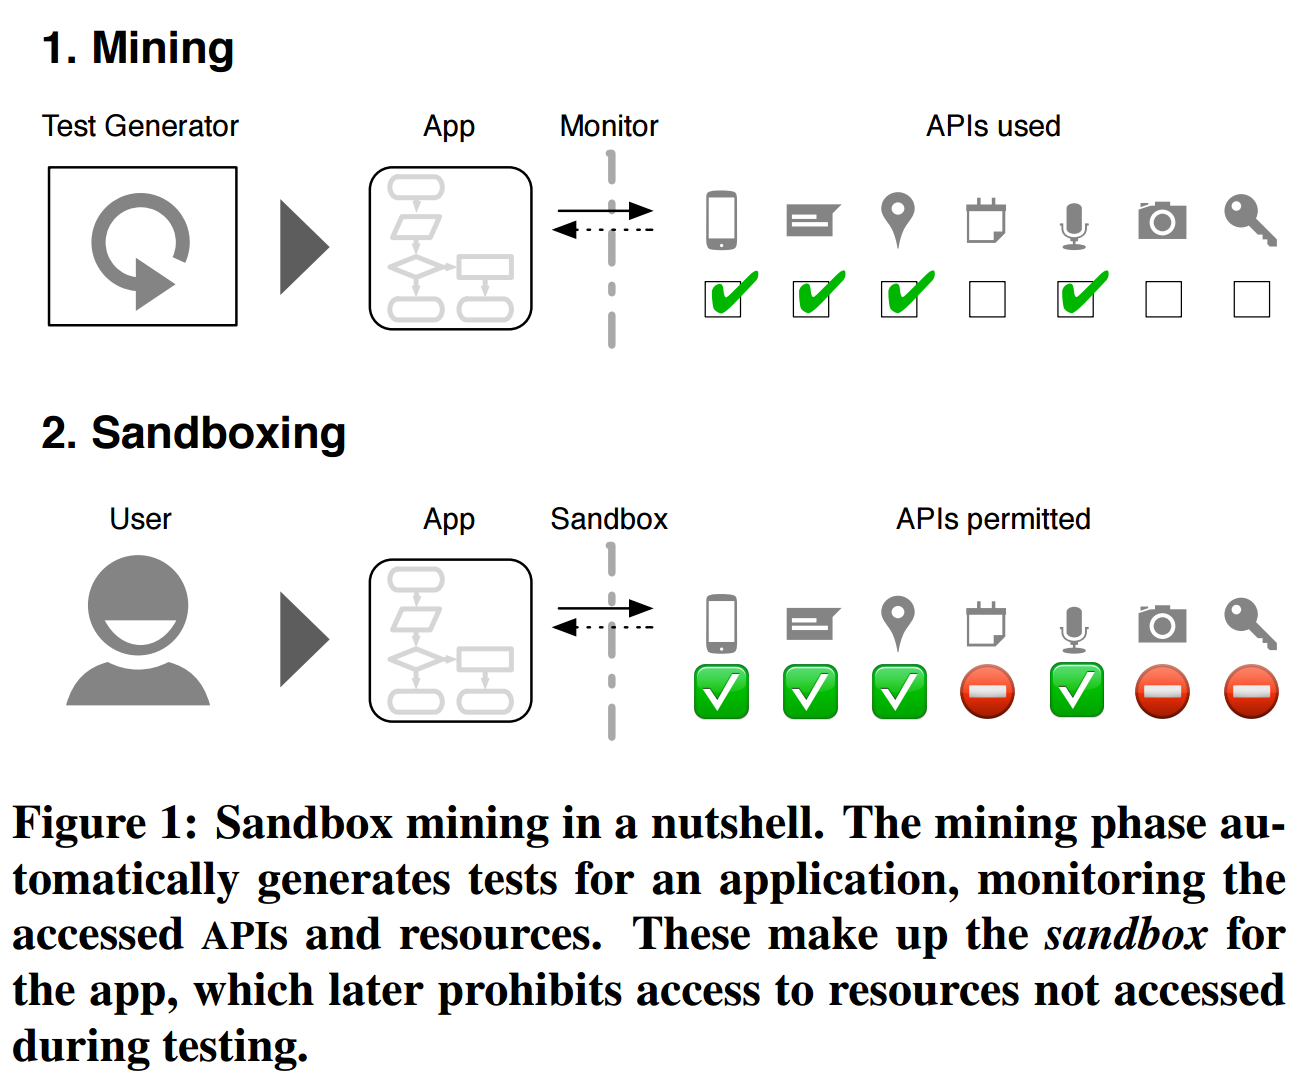 1. Mining
Test Generator
App
Monitor
APIs used
2. Sandboxing
User
App
Sandbox
APIs permitted
Figure 1: Sandbox mining in a nutshell. The mining phase au-
tomatically generates tests for an application, monitoring the
accessed APIs and resources. These make up the sandbox for
the app, which later prohibits access to resources not accessed
during testing.